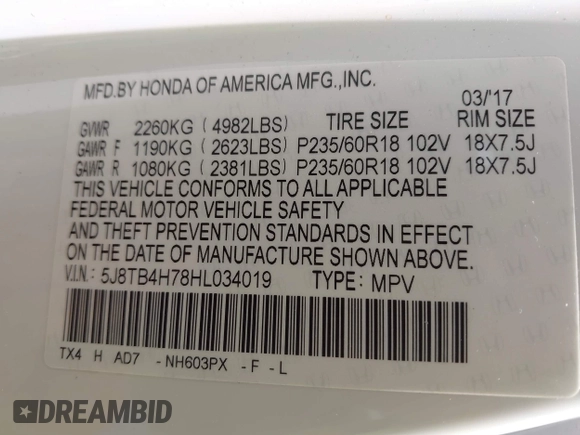 MFD.BY HONDA OF AMERICA MFG.,INC.
03/'17
GVWR 2260KG ( 4982LBS) TIRE SIZE RIM SIZE
GAWR F 1190KG ( 2623LBS) P235/60R18 102V 18X7.5J
GAWR R 1080KG ( 2381LBS) P235/60R18 102V 18X7.5J
THIS VEHICLE CONFORMS TO ALL APPLICABLE
FEDERAL MOTOR VEHICLE SAFETY
AND THEFT PREVENTION STANDARDS IN EFFECT
ON THE DATE OF MANUFACTURE SHOWN ABOVE.
V.I.N.: 5J8TB4H78HL034019 TYPE: MPV
TX4 H AD7 -NH603PX -F -L
DREAMBID